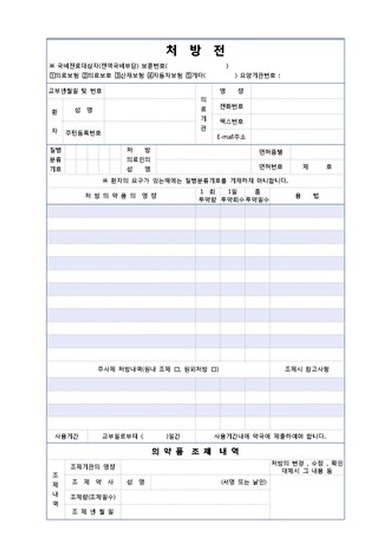 처 방 전
※ 국비진료대상자(전액국비부담) 보훈번호( )
①의료보험 ②의료보호 ③산재보험 ④자동차보험 ⑤기타( ) 요양기관번호 :
교부년월일 및 번호
환자
성 명
주민등록번호
의료기관
명 칭
전화번호
팩스번호
E-mail주소
질병분류기호
처 방 의료인의 성 명
면허종별
면허번호 제 호
※ 환자의 요구가 있는때에는 질병분류기호를 기재하지 아니합니다.
처 방 의 약 품 의 명 칭
1 회 투약량
1일 투약회수
총 투약일수
용 법
주사제 처방내역(원내 조제 □, 원외처방 □)
조제시 참고사항
사용기간
교부일로부터 ( )일간
사용기간내에 약국에 제출하여야 합니다.
의 약 품 조 제 내 역
조제내역
조제기관의 명칭
처방의 변경 , 수정 , 확인
대체시 그 내용 등
조 제 약 사
성 명
(서명 또는 날인)
조제량(조제일수)
조 제 년 월 일